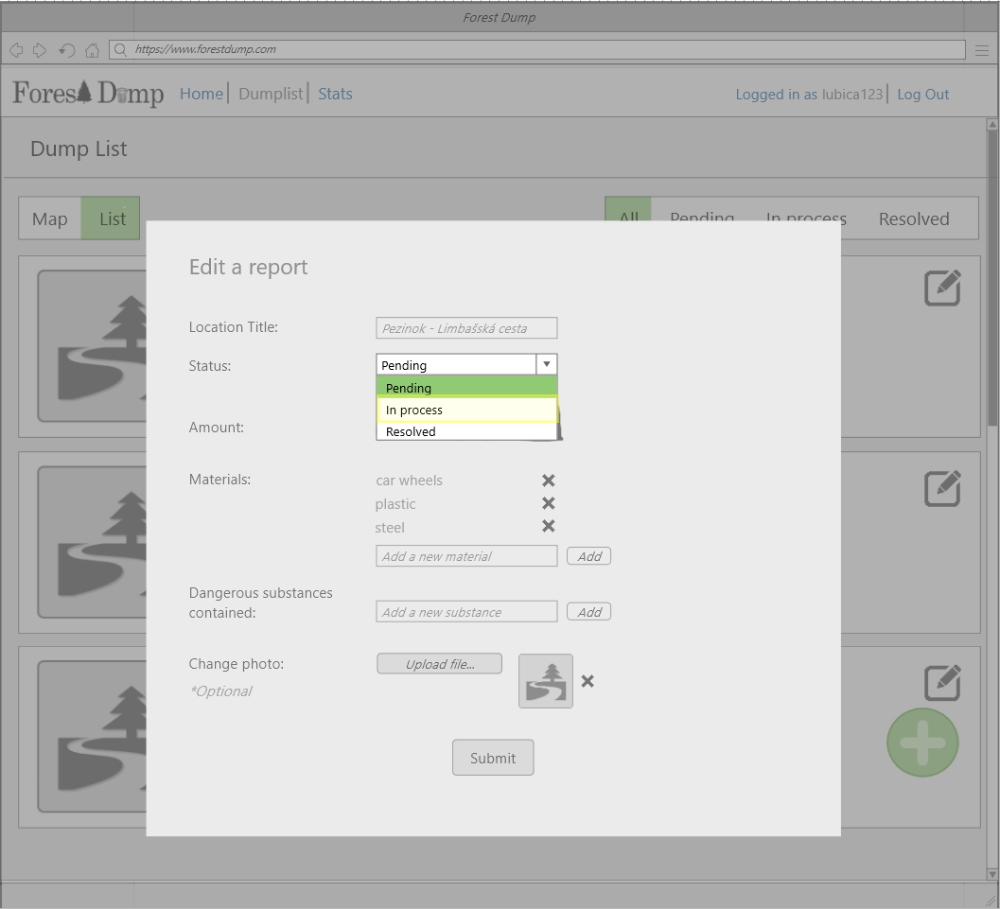 Forest Dump
https://www.forestdump.com
Forest Dump Home Dumplist Stats Logged in as lubica123 Log Out
Dump List
Map List All Pending In process Resolved
Edit a report
Location Title: Pezinok - Limbašská cesta
Status: Pending
Pending
In process
Resolved
Amount:
Materials: car wheels
plastic
steel
Add a new material Add
Dangerous substances
contained: Add a new substance Add
Change photo: Upload file...
*Optional
Submit